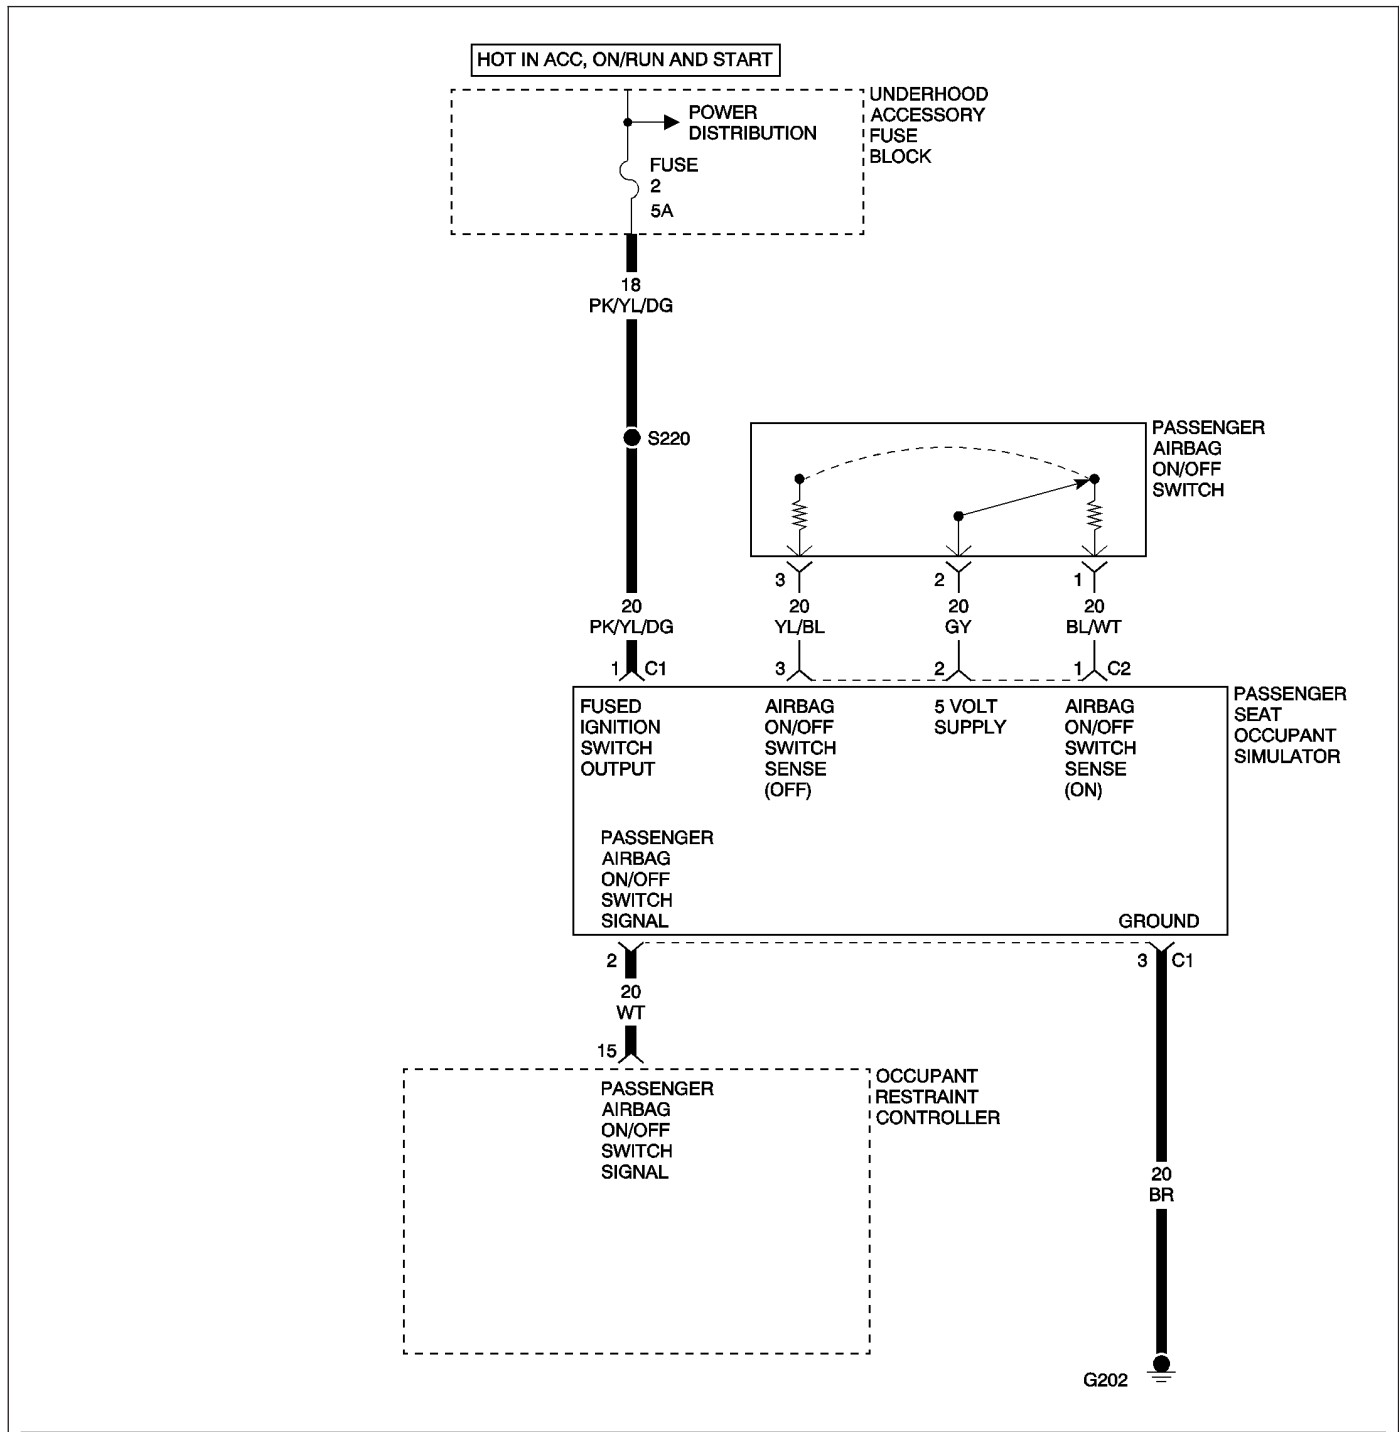 HOT IN ACC, ON/RUN AND START
UNDERHOOD
ACCESSORY
FUSE
BLOCK
POWER
DISTRIBUTION
FUSE
2
5A
18
PK/YL/DG
S220
PASSENGER
AIRBAG
ON/OFF
SWITCH
3
2
1
20
PK/YL/DG
20
YL/BL
20
GY
20
BL/WT
1
C1
3
2
1
C2
PASSENGER
SEAT
OCCUPANT
SIMULATOR
FUSED
IGNITION
SWITCH
OUTPUT
AIRBAG
ON/OFF
SWITCH
SENSE
(OFF)
5 VOLT
SUPPLY
AIRBAG
ON/OFF
SWITCH
SENSE
(ON)
PASSENGER
AIRBAG
ON/OFF
SWITCH
SIGNAL
GROUND
2
3
C1
20
WT
15
OCCUPANT
RESTRAINT
CONTROLLER
PASSENGER
AIRBAG
ON/OFF
SWITCH
SIGNAL
20
BR
G202